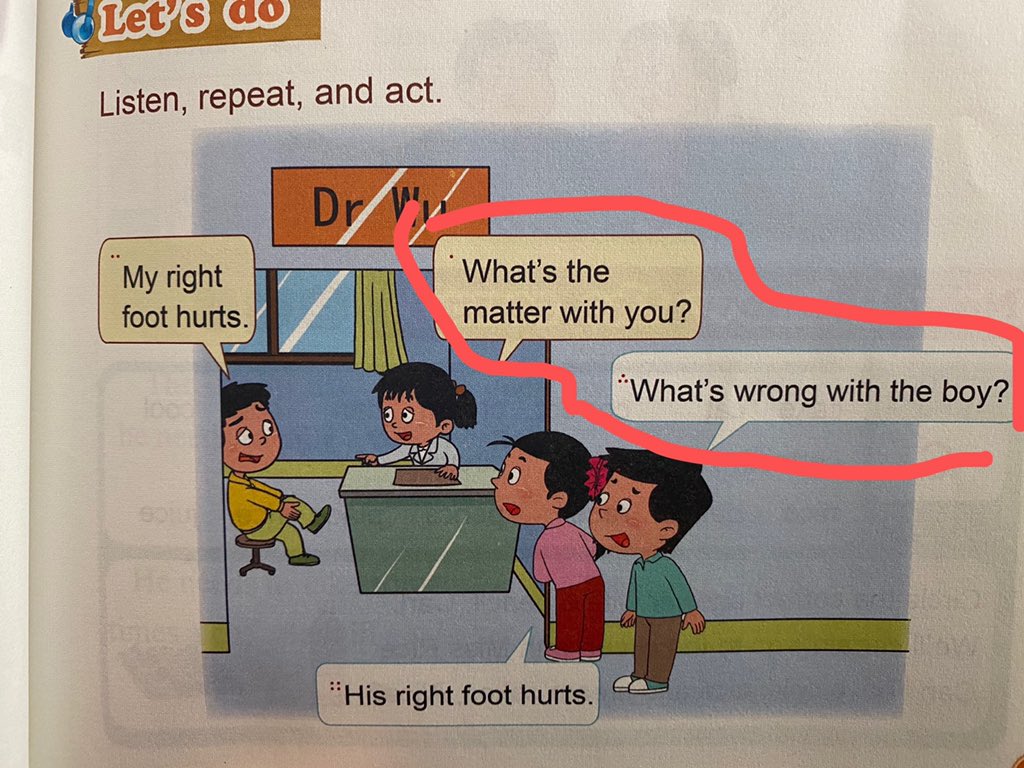 Let's do
Listen, repeat, and act.
Dr Wu
What's the
matter with you?
My right
foot hurts.
What's wrong with the boy?
His right foot hurts.